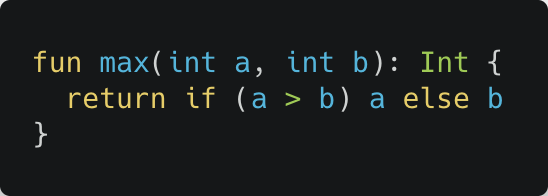 fun max(int a, int b): Int {
  return if (a > b) a else b
}